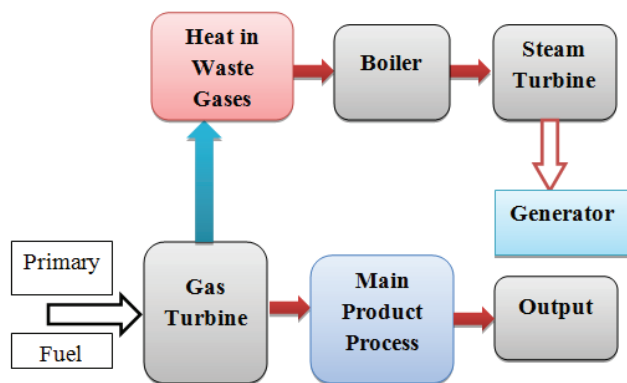 Heat in
Waste
Gases
Boiler
Steam
Turbine
Generator
Primary
Fuel
Gas
Turbine
Main
Product
Process
Output